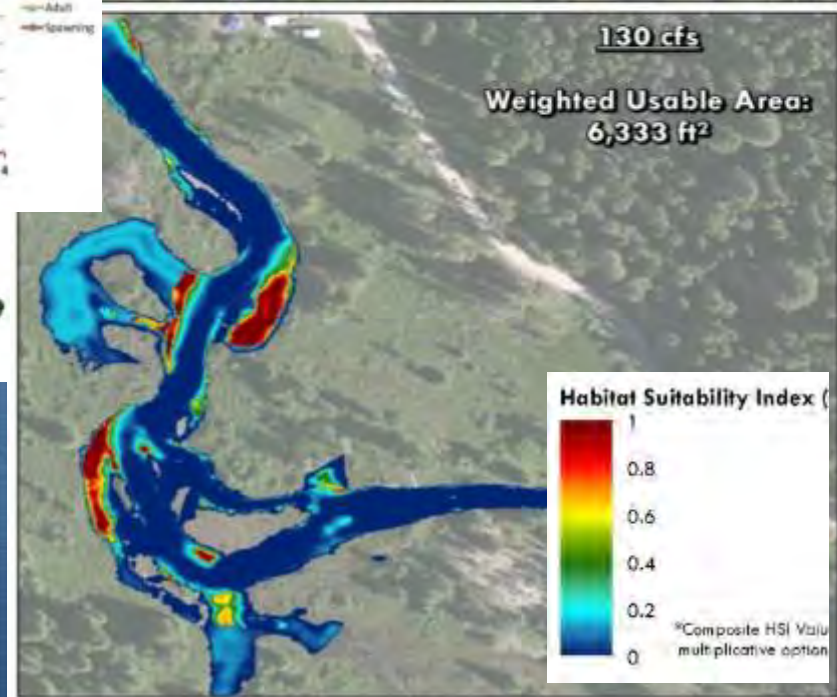 Adult
Spawning
130 cfs
Weighted Usable Area:
6,333 ft²
Habitat Suitability Index (
1
0.8
0.6
0.4
0.2
0
*Composite HSI Valu
multiplicative option